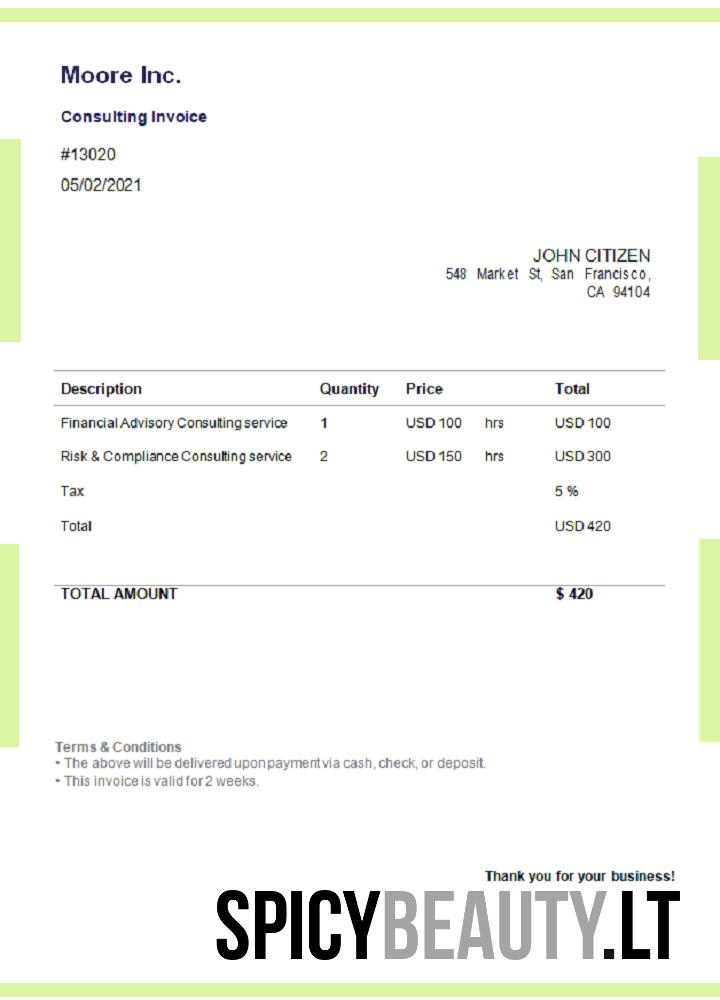 Moore Inc.
Consulting Invoice
#13020
05/02/2021
JOHN CITIZEN
548 Market St, San Francisco,
CA 94104
Description Quantity Price Total
Financial Advisory Consulting service 1 USD 100 hrs USD 100
Risk & Compliance Consulting service 2 USD 150 hrs USD 300
Tax 5 %
Total USD 420
TOTAL AMOUNT $ 420
Terms & Conditions
• The above will be delivered upon payment via cash, check, or deposit.
• This invoice is valid for 2 weeks.
Thank you for your business!
SPICYBEAUTY.LT